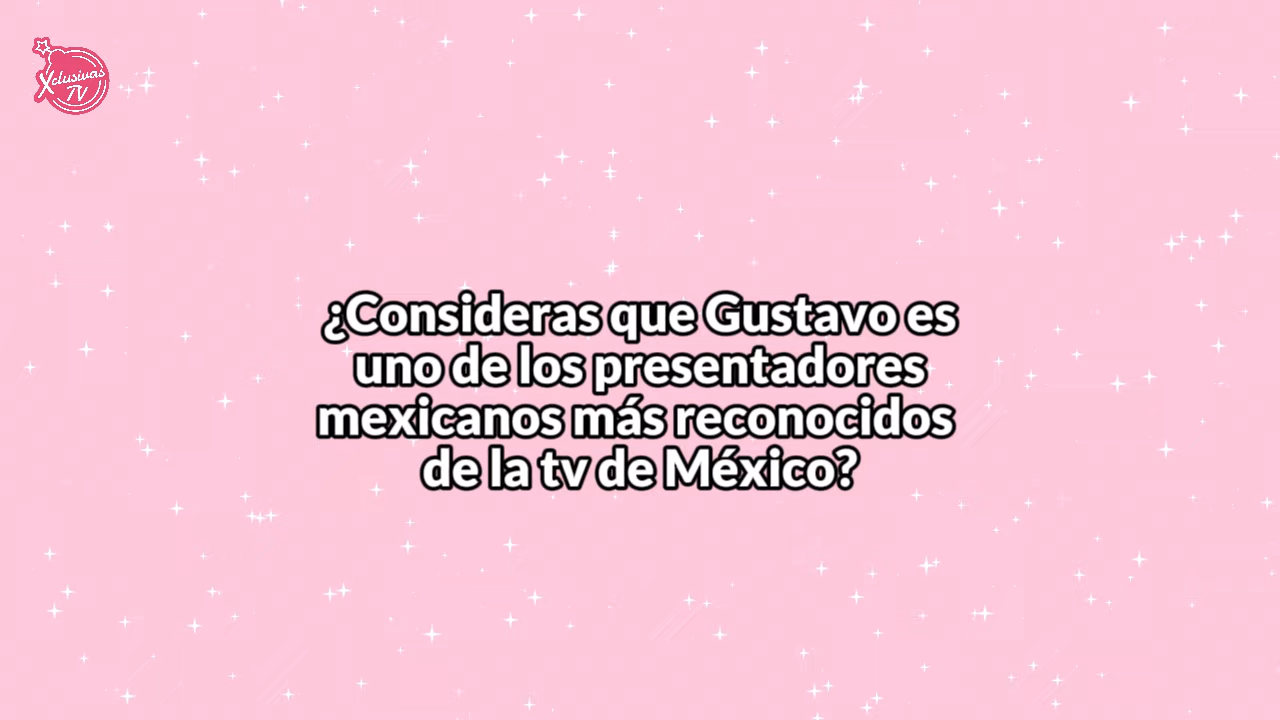 Xclusivas
TV
¿Consideras que Gustavo es
uno de los presentadores
mexicanos más reconocidos
de la tv de México?